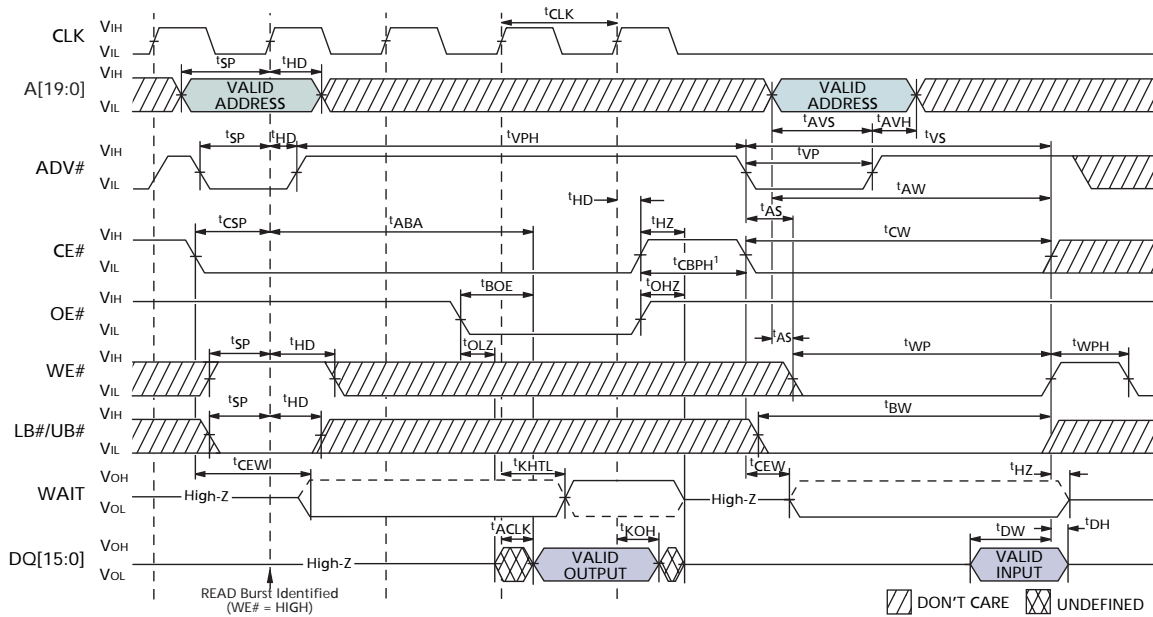 tCLK
CLK VIH
VIL
tSP tHD
A[19:0] VIH
VIL
VALID ADDRESS VALID ADDRESS
tAVS tAVH
tSP tHD tVPH tVS
ADV# VIH
VIL
tVP
tHD tAW
tAS
tCSP tABA tHZ tCW
CE# VIH
VIL
tCBPH1
tBOE tOHZ
OE# VIH
VIL
tOLZ tAS
tSP tHD tWP tWPH
WE# VIH
VIL
tSP tHD tBW
LB#/UB# VIH
VIL
tCEW tKHTL tCEW tHZ
WAIT VOH
VOL
High-Z High-Z
tACLK tKOH tDW tDH
DQ[15:0] VOH
VOL
High-Z VALID OUTPUT VALID INPUT
READ Burst Identified
(WE# = HIGH)
DON'T CARE UNDEFINED